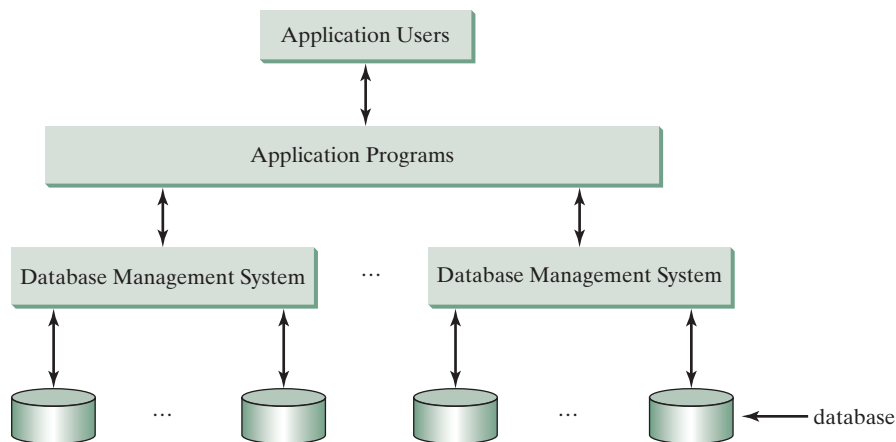 Application Users
Application Programs
Database Management System ... Database Management System
... ... database